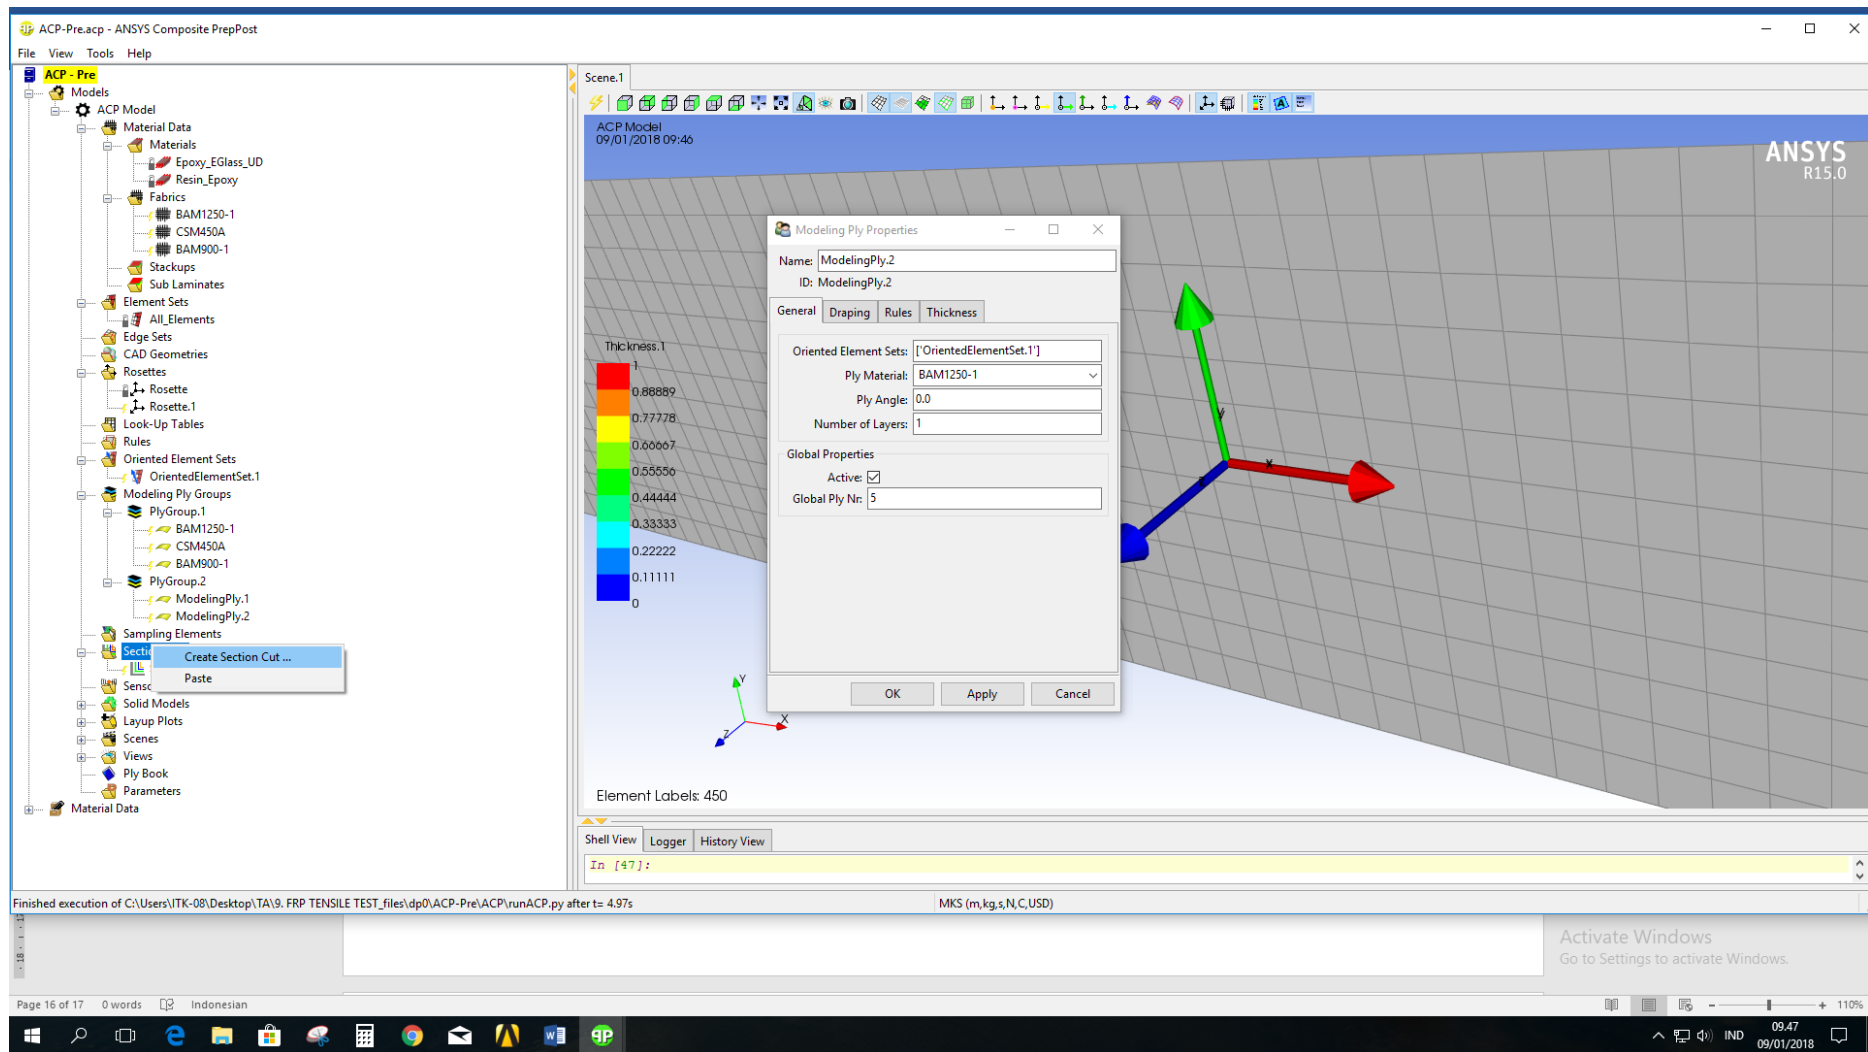 ACP-Pre.acp - ANSYS Composite PrepPost
File View Tools Help
ACP - Pre
Models
ACP Model
Material Data
Materials
Epoxy_EGlass_UD
Resin_Epoxy
Fabrics
BAM1250-1
CSM450A
BAM900-1
Stackups
Sub Laminates
Element Sets
All_Elements
Edge Sets
CAD Geometries
Rosettes
Rosette
Rosette.1
Look-Up Tables
Rules
Oriented Element Sets
OrientedElementSet.1
Modeling Ply Groups
PlyGroup.1
BAM1250-1
CSM450A
BAM900-1
PlyGroup.2
ModelingPly.1
ModelingPly.2
Sampling Elements
Secti
Create Section Cut ...
Paste
Senso
Solid Models
Layup Plots
Scenes
Views
Ply Book
Parameters
Material Data
Scene.1
ACP Model
09/01/2018 09:46
ANSYS
R15.0
Thickness.1
1
0.88889
0.77778
0.66667
0.55556
0.44444
0.33333
0.22222
0.11111
0
Modeling Ply Properties
Name: ModelingPly.2
ID: ModelingPly.2
General Draping Rules Thickness
Oriented Element Sets: ['OrientedElementSet.1']
Ply Material: BAM1250-1
Ply Angle: 0.0
Number of Layers: 1
Global Properties
Active:
Global Ply Nr: 5
OK Apply Cancel
Y
X
Y
X
Z
Element Labels: 450
Shell View Logger History View
In [47]:
Finished execution of C:\Users\ITK-08\Desktop\TA\9. FRP TENSILE TEST_files\dp0\ACP-Pre\ACP\runACP.py after t= 4.97s
MKS (m,kg,s,N,C,USD)
Activate Windows
Go to Settings to activate Windows.
Page 16 of 17 0 words Indonesian
110%
IND
09.47
09/01/2018